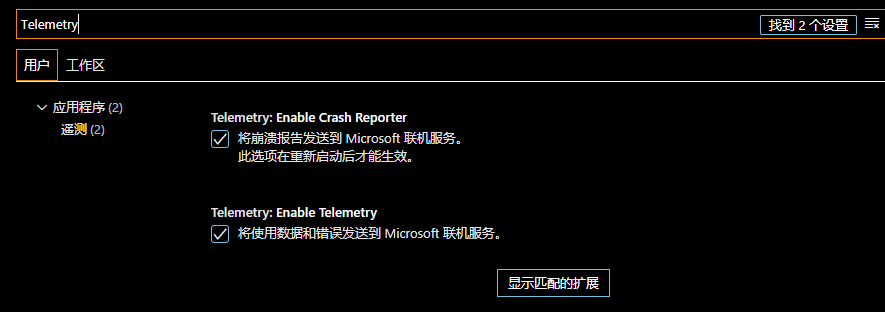 Telemetry
找到 2 个设置
用户 工作区
应用程序 (2)
遥测 (2)
Telemetry: Enable Crash Reporter
将崩溃报告发送到 Microsoft 联机服务。
此选项在重新启动后才能生效。
Telemetry: Enable Telemetry
将使用数据和错误发送到 Microsoft 联机服务。
显示匹配的扩展